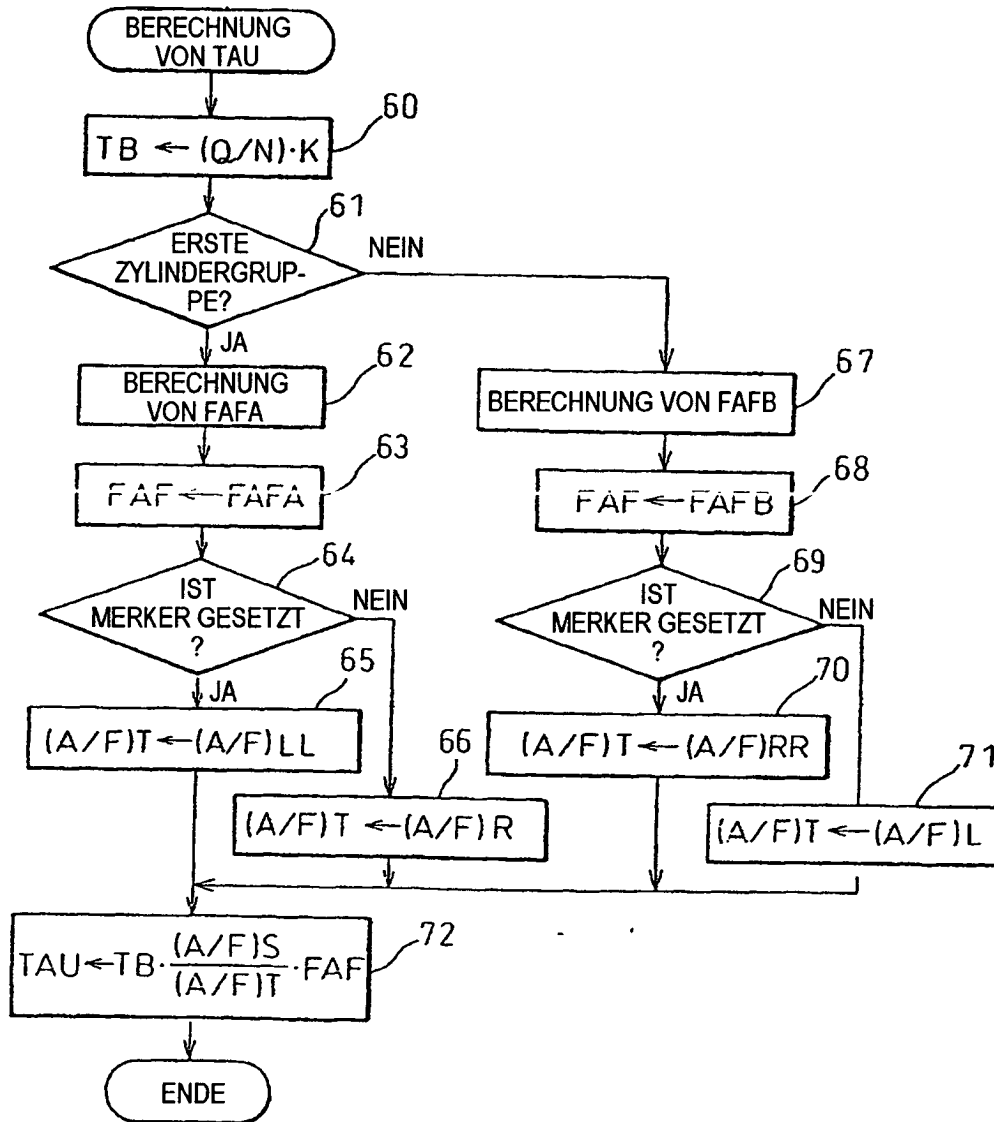 BERECHNUNG
VON TAU
60
TB ← (Q/N)·K
61
ERSTE
ZYLINDERGRUP-
PE?
NEIN
JA
62
BERECHNUNG
VON FAFA
67
BERECHNUNG VON FAFB
63
FAF ← FAFA
68
FAF ← FAFB
64
IST
MERKER GESETZT
?
NEIN
JA
69
IST
MERKER GESETZT
?
NEIN
JA
65
(A/F)T ← (A/F)LL
66
(A/F)T ← (A/F)R
70
(A/F)T ← (A/F)RR
71
(A/F)T ← (A/F)L
72
TAU ← TB · (A/F)S / (A/F)T · FAF
ENDE